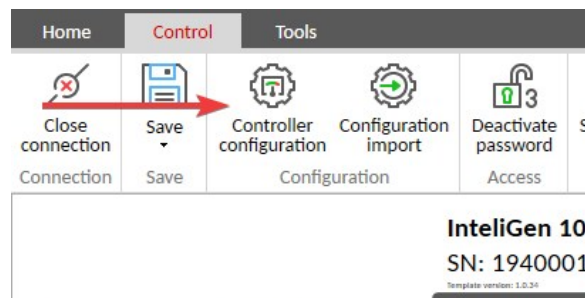 Home Control Tools
3
Close connection
Save
Controller configuration
Configuration import
Deactivate password
Connection Save Configuration Access
InteliGen 10
SN: 1940001
Template version: 1.0.34